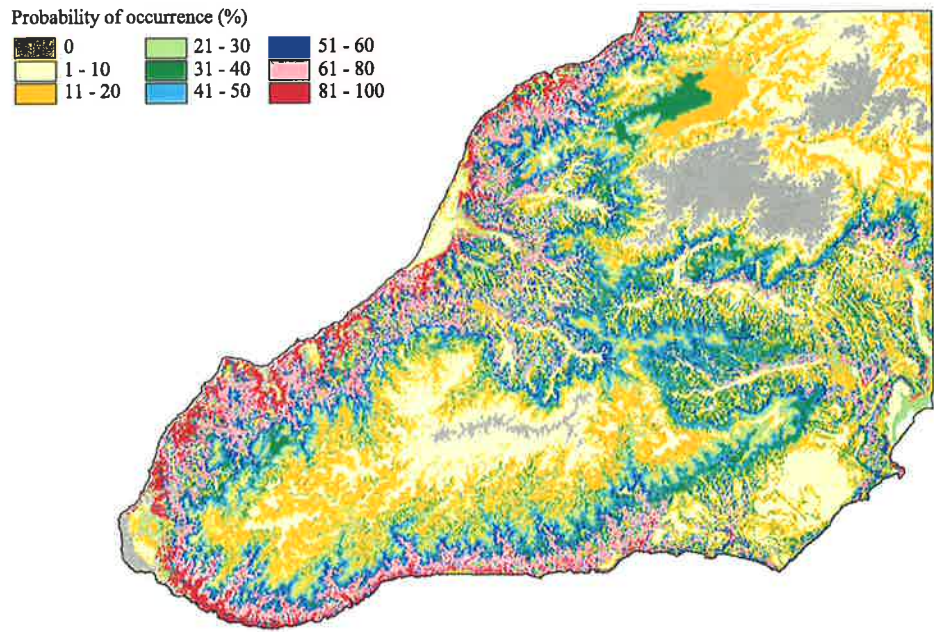 Probability of occurrence (%)
0 21 - 30 51 - 60
1 - 10 31 - 40 61 - 80
11 - 20 41 - 50 81 - 100